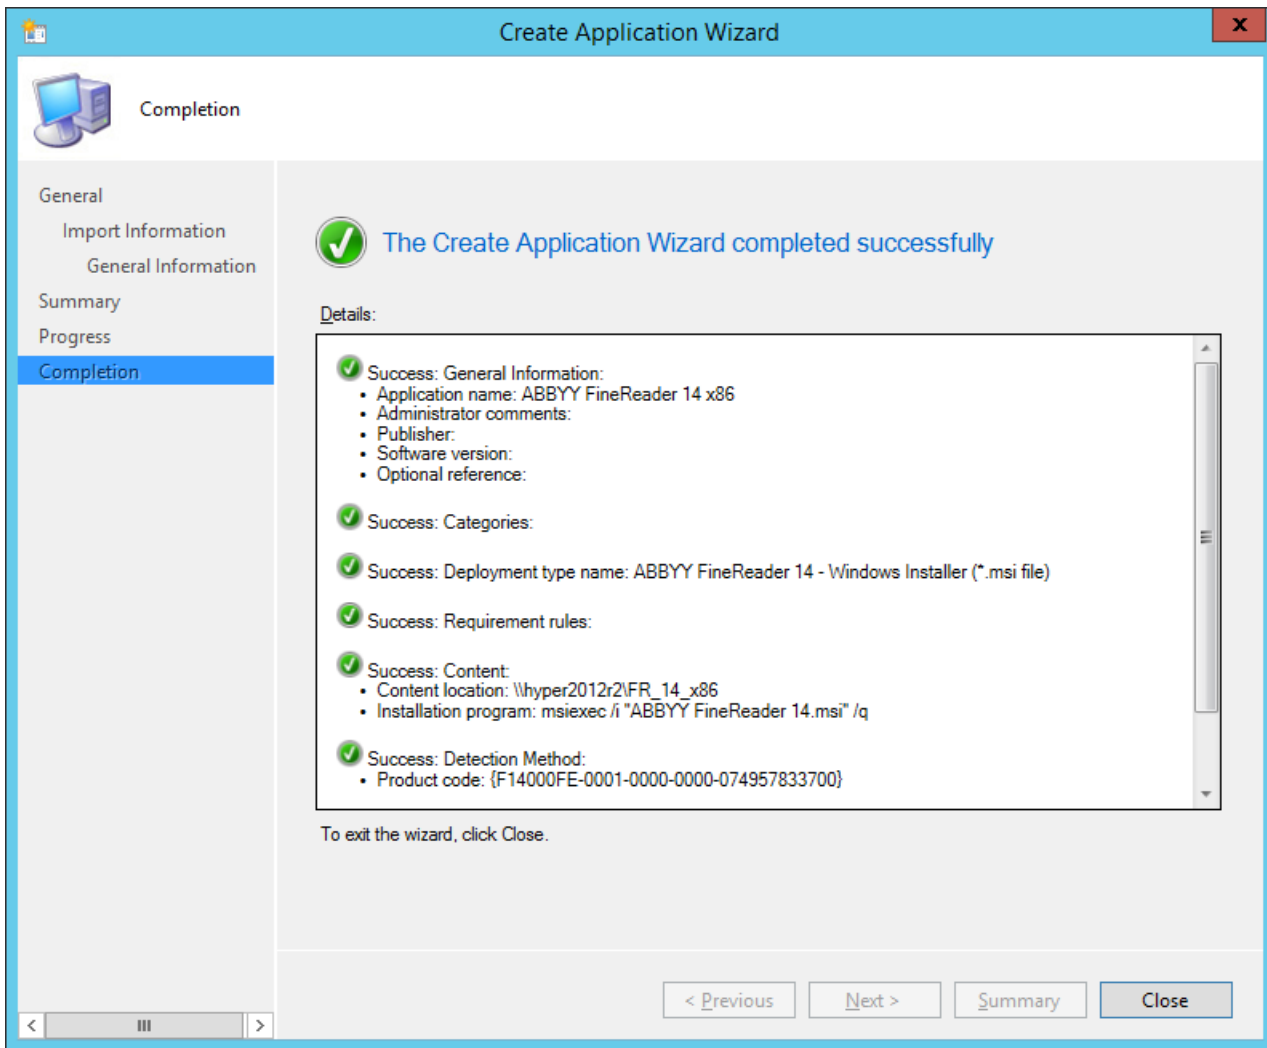 Create Application Wizard
x
Completion
General
Import Information
General Information
Summary
Progress
Completion
The Create Application Wizard completed successfully
Details:
Success: General Information:
• Application name: ABBYY FineReader 14 x86
• Administrator comments:
• Publisher:
• Software version:
• Optional reference:
Success: Categories:
Success: Deployment type name: ABBYY FineReader 14 - Windows Installer (*.msi file)
Success: Requirement rules:
Success: Content:
• Content location: \\hyper2012r2\FR_14_x86
• Installation program: msiexec /i "ABBYY FineReader 14.msi" /q
Success: Detection Method:
• Product code: {F14000FE-0001-0000-0000-074957833700}
To exit the wizard, click Close.
< Previous
Next >
Summary
Close